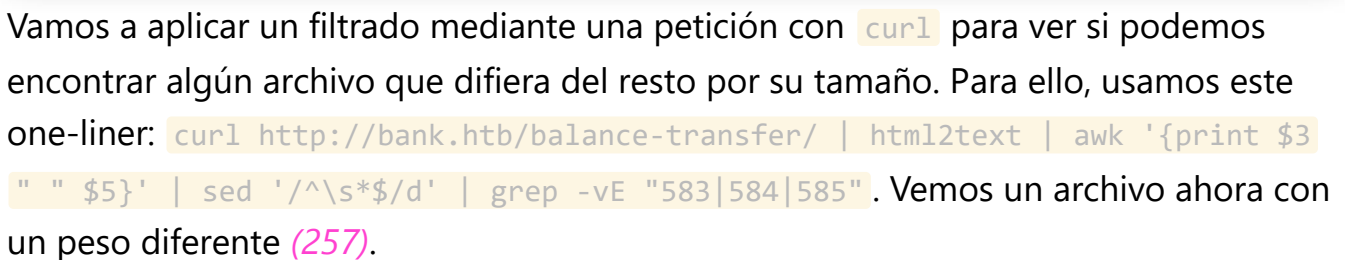 Vamos a aplicar un filtrado mediante una petición con curl para ver si podemos
encontrar algún archivo que difiera del resto por su tamaño. Para ello, usamos este
one-liner: curl http://bank.htb/balance-transfer/ | html2text | awk '{print $3
" " $5}' | sed '/^\s*$/d' | grep -vE "583|584|585". Vemos un archivo ahora con
un peso diferente (257).